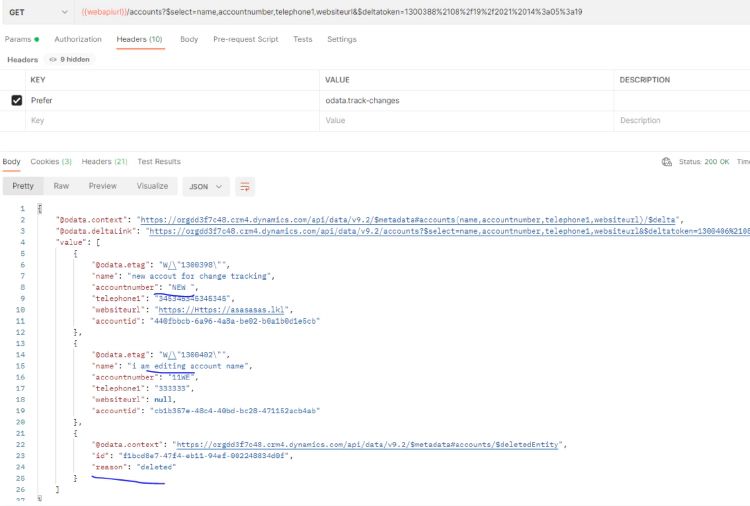 GET {{webapiurl}}/accounts?$select=name,accountnumber,telephone1,websiteurl&$deltatoken=1300388%2108%2f19%2f2021%2014%3a05%3a19
Params Authorization Headers (10) Body Pre-request Script Tests Settings
Headers 9 hidden
KEY VALUE DESCRIPTION
Prefer odata.track-changes
Key Value Description
Body Cookies (3) Headers (21) Test Results Status: 200 OK
Pretty Raw Preview Visualize JSON
1 {
2 "@odata.context": "https://orgdd3f7c48.crm4.dynamics.com/api/data/v9.2/$metadata#accounts(name,accountnumber,telephone1,websiteurl)/$delta",
3 "@odata.deltaLink": "https://orgdd3f7c48.crm4.dynamics.com/api/data/v9.2/accounts?$select=name,accountnumber,telephone1,websiteurl&$deltatoken=1300406%2108
4 "value": [
5 {
6 "@odata.etag": "W/\"1300398\"",
7 "name": "new accout for change tracking",
8 "accountnumber": "NEW ",
9 "telephone1": "345345345345345",
10 "websiteurl": "https://Https://asasasas.lkl",
11 "accountid": "440fbbcb-6a96-4a8a-be02-b0a1b0d1e5cb"
12 },
13 {
14 "@odata.etag": "W/\"1300402\"",
15 "name": "i am editing account name",
16 "accountnumber": "11WE",
17 "telephone1": "333333",
18 "websiteurl": null,
19 "accountid": "cb1b357e-48c4-40bd-bc28-471152acb4ab"
20 },
21 {
22 "@odata.context": "https://orgdd3f7c48.crm4.dynamics.com/api/data/v9.2/$metadata#accounts/$deletedEntity",
23 "id": "f1bcd8e7-47f4-eb11-94ef-002248834d0f",
24 "reason": "deleted"
25 }
26 ]
27 }